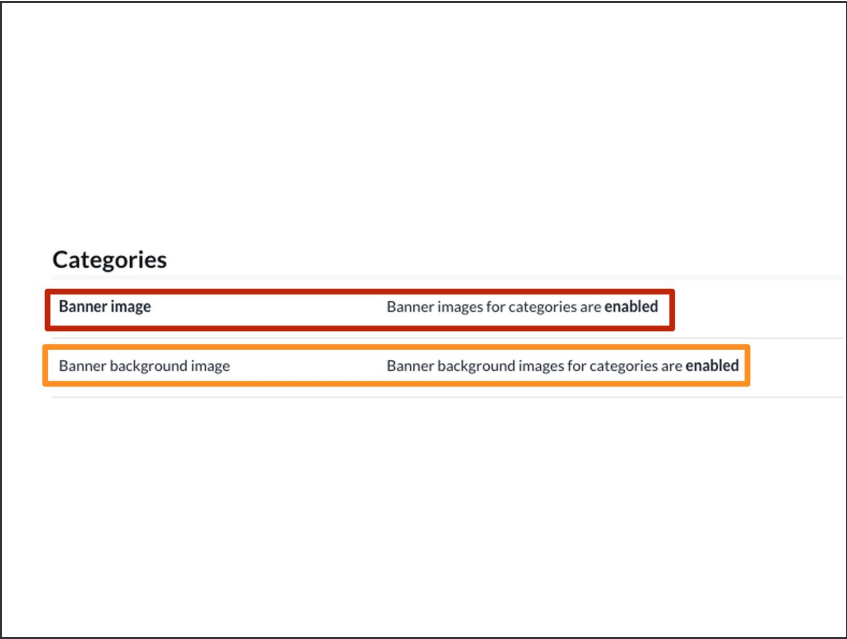 Categories
Banner image Banner images for categories are enabled
Banner background image Banner background images for categories are enabled